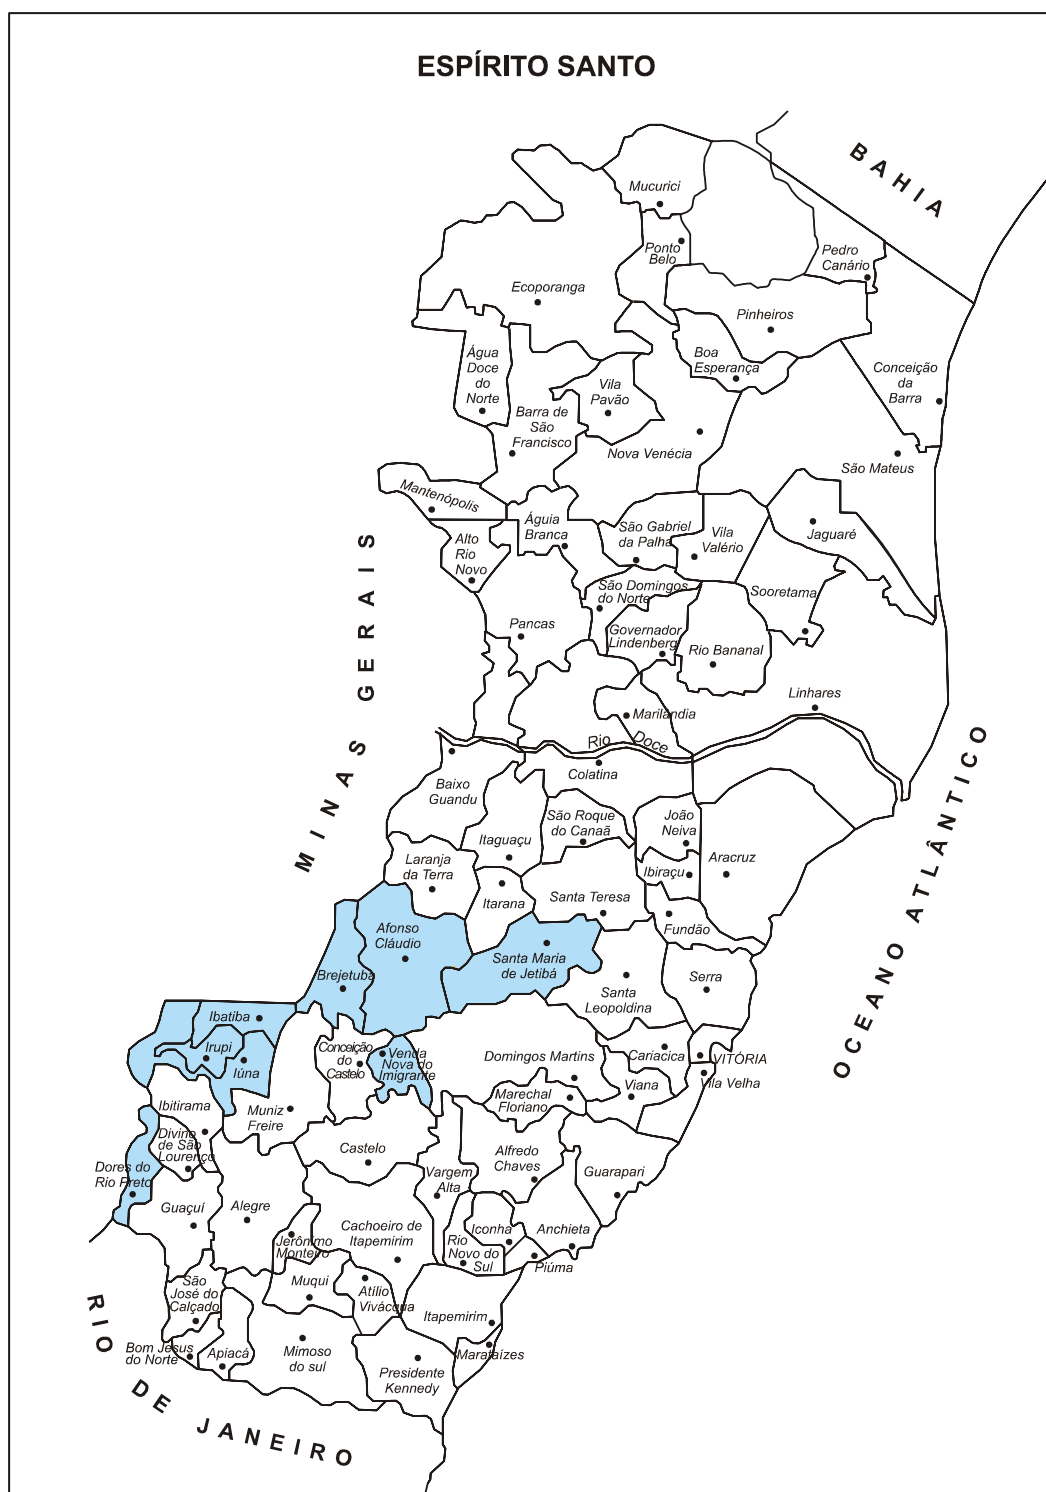 ESPÍRITO SANTO
BAHIA
Mucurici
Ponto
Belo
Pedro
Canário
Ecoporanga
Pinheiros
Água
Doce
do
Norte
Boa
Esperança
Conceição
da
Barra
Vila
Pavão
Barra de
São
Francisco
Nova Venécia
São Mateus
Mantenópolis
Águia
Branca
São Gabriel
da Palha
Vila
Valério
Jaguaré
Alto
Rio
Novo
São Domingos
do Norte
Sooretama
Pancas
Governador
Lindenberg
Rio Bananal
MINAS GERAIS
Linhares
Marilândia
Rio Doce
Colatina
Baixo
Guandu
São Roque
do Canaã
João
Neiva
Itaguaçu
Laranja
da Terra
Ibiraçu
Aracruz
Itarana
Santa Teresa
Fundão
OCEANO ATLÂNTICO
Afonso
Cláudio
Santa Maria
de Jetibá
Brejetuba
Serra
Santa
Leopoldina
Ibatiba
Irupi
Iúna
Conceição
do
Castelo
Venda
Nova do
Imigrante
Domingos Martins
Cariacica
VITÓRIA
Vila Velha
Viana
Marechal
Floriano
Ibitirama
Muniz
Freire
Divino
de São
Lourenço
Castelo
Alfredo
Chaves
Dores do
Rio Preto
Vargem
Alta
Guarapari
Guaçuí
Alegre
Cachoeiro de
Itapemirim
Iconha
Anchieta
Jerônimo
Monteiro
Rio
Novo do
Sul
Piúma
São
José do
Calçado
Muqui
Atílio
Vivácqua
Itapemirim
Bom Jesus
do Norte
Apiacá
Mimoso
do sul
Marataízes
Presidente
Kennedy
RIO
DE JANEIRO